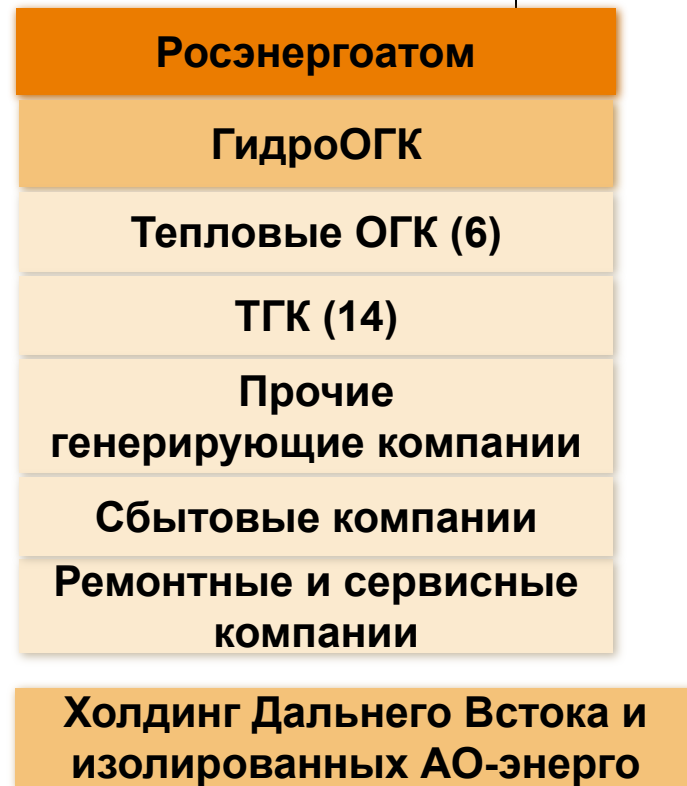 Росэнергоатом
ГидроОГК
Тепловые ОГК (6)
ТГК (14)
Прочие
генерирующие компании
Сбытовые компании
Ремонтные и сервисные
компании
Холдинг Дальнего Встока и
изолированных АО-энерго